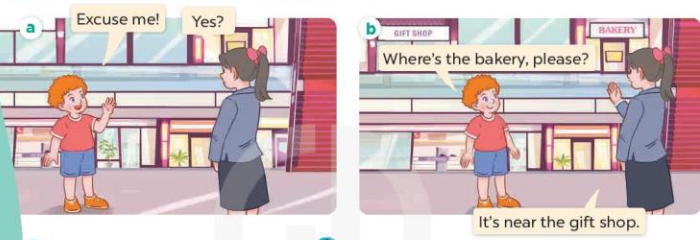 a
Excuse me!
Yes?
b
GIFT SHOP
BAKERY
Where's the bakery, please?
It's near the gift shop.